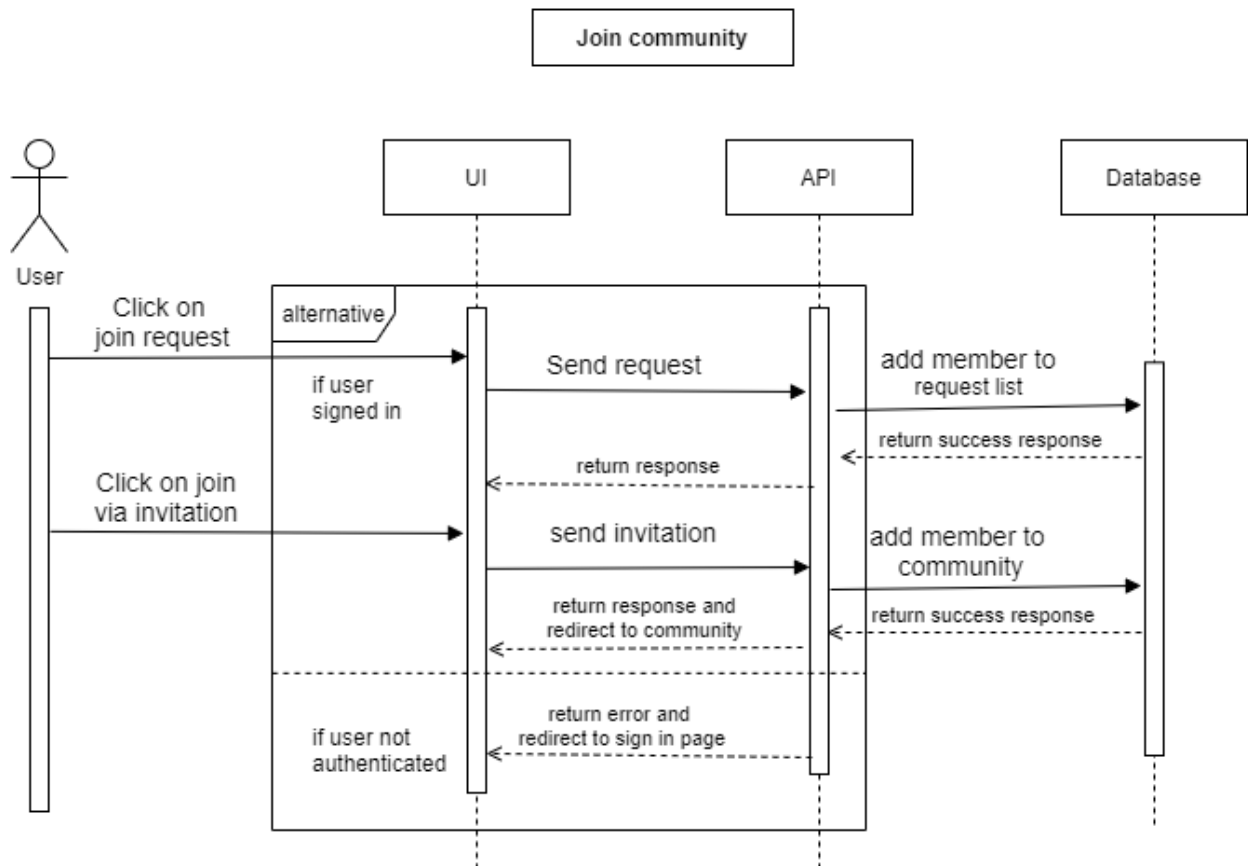 Join community
User
UI
API
Database
alternative
Click on
join request
if user
signed in
Send request
add member to
request list
return success response
return response
Click on join
via invitation
send invitation
add member to
community
return response and
redirect to community
return success response
if user not
authenticated
return error and
redirect to sign in page